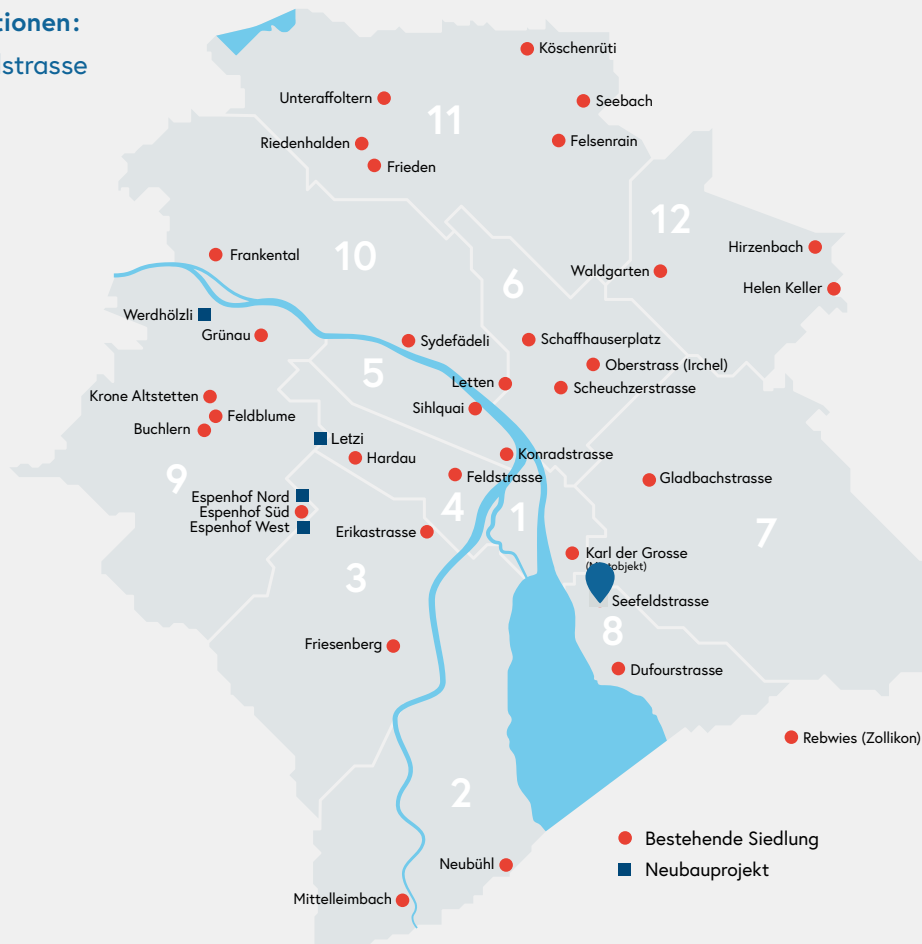 tionen:
lstrasse
Köschenrüti
Unteraffoltern
Seebach
11
Riedenhalden
Felsenrain
Frieden
12
Hirzenbach
Frankental
10
Waldgarten
6
Helen Keller
Werdhölzli
Grünau
Sydefädeli
Schaffhauserplatz
Oberstrass (Irchel)
5
Letten
Scheuchzerstrasse
Krone Altstetten
Sihlquai
Feldblume
Buchlern
Letzi
Konradstrasse
Hardau
9
Feldstrasse
Gladbachstrasse
Espenhof Nord
4
1
Espenhof Süd
Espenhof West
Erikastrasse
7
Karl der Grosse
3
Seefeldstrasse
8
Friesenberg
Dufourstrasse
Rebwies (Zollikon)
2
Bestehende Siedlung
Neubauprojekt
Neubühl
Mittelleimbach